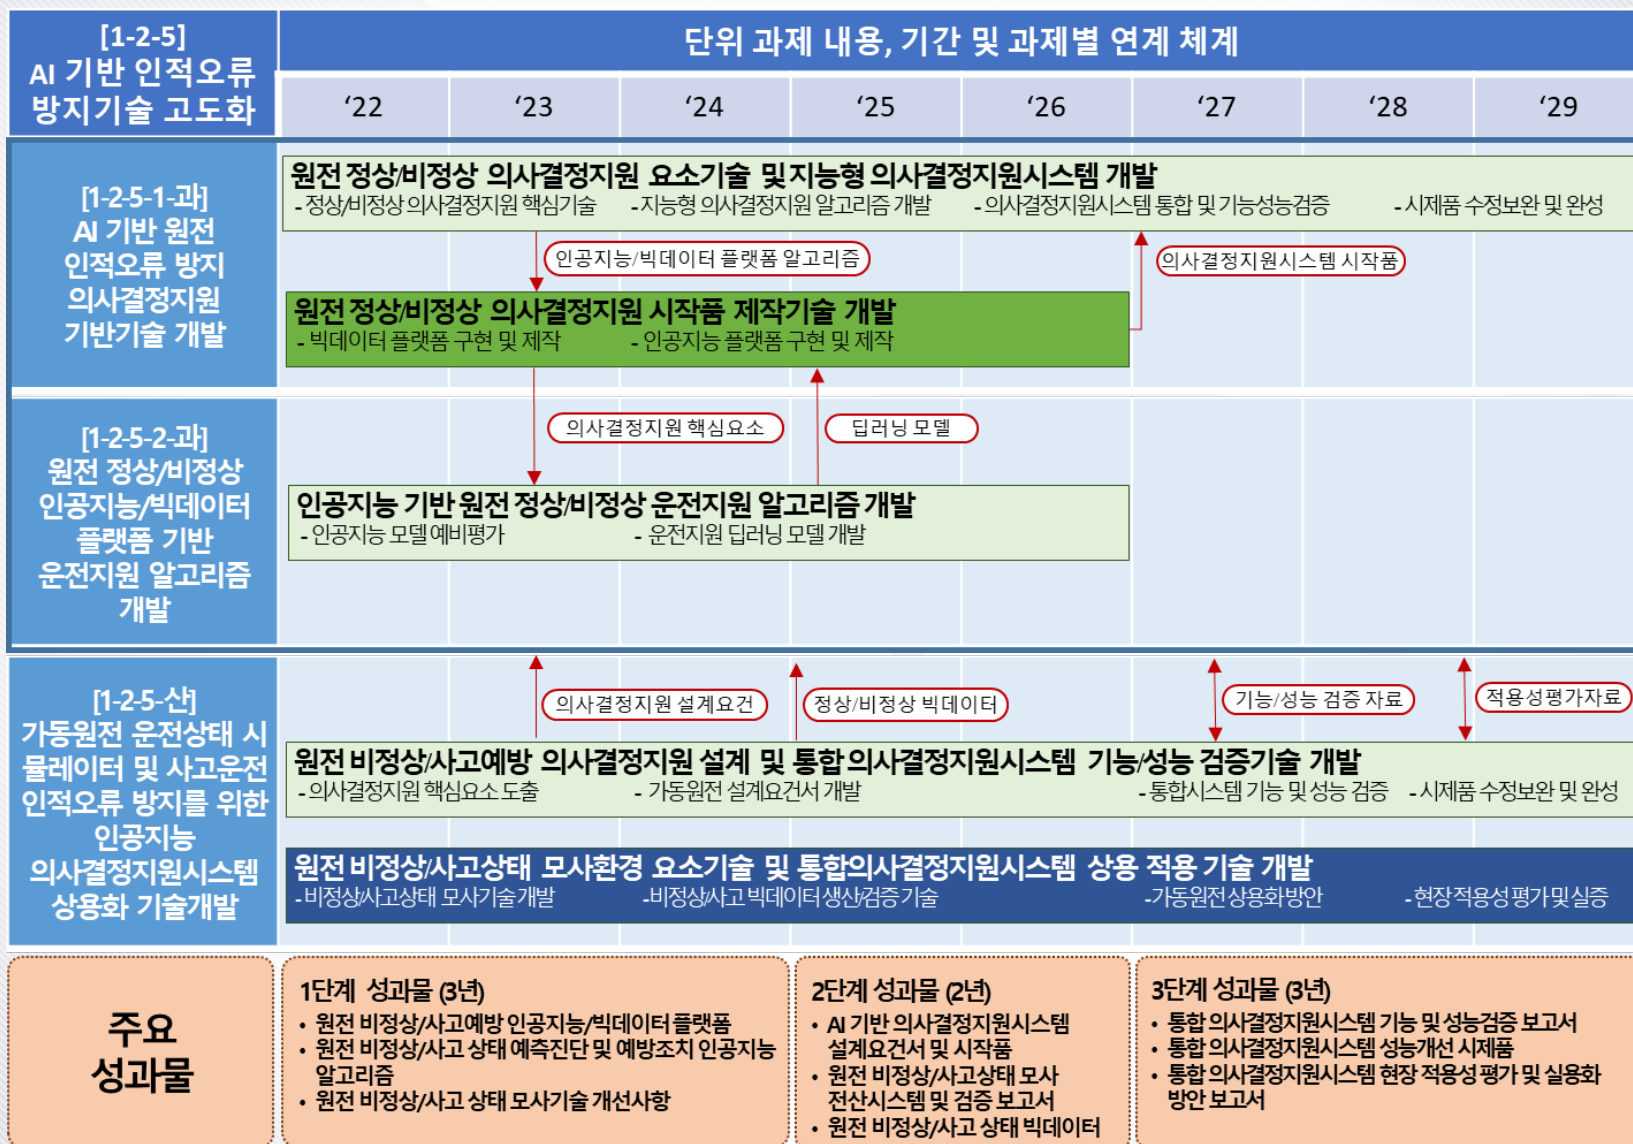 [1-2-5]
AI 기반 인적오류
방지기술 고도화
단위 과제 내용, 기간 및 과제별 연계 체계
‘22 ‘23 ‘24 ‘25 ‘26 ‘27 ‘28 ‘29
[1-2-5-1-과]
AI 기반 원전
인적오류 방지
의사결정지원
기반기술 개발
원전 정상/비정상 의사결정지원 요소기술 및 지능형 의사결정지원시스템 개발
- 정상/비정상 의사결정지원 핵심기술 - 지능형 의사결정지원 알고리즘 개발 - 의사결정지원시스템 통합 및 기능성능검증 - 시제품 수정보완 및 완성
인공지능/빅데이터 플랫폼 알고리즘
의사결정지원시스템 시작품
원전 정상/비정상 의사결정지원 시작품 제작기술 개발
- 빅데이터 플랫폼 구현 및 제작 - 인공지능 플랫폼 구현 및 제작
[1-2-5-2-과]
원전 정상/비정상
인공지능/빅데이터
플랫폼 기반
운전지원 알고리즘
개발
의사결정지원 핵심요소
딥러닝 모델
인공지능 기반 원전 정상/비정상 운전지원 알고리즘 개발
- 인공지능 모델 예비평가 - 운전지원 딥러닝 모델 개발
[1-2-5-산]
가동원전 운전상태 시
뮬레이터 및 사고운전
인적오류 방지를 위한
인공지능
의사결정지원시스템
상용화 기술개발
의사결정지원 설계요건
정상/비정상 빅데이터
기능/성능 검증 자료
적용성평가자료
원전 비정상/사고예방 의사결정지원 설계 및 통합 의사결정지원시스템 기능/성능 검증기술 개발
- 의사결정지원 핵심요소 도출 - 가동원전 설계요건서 개발 - 통합시스템 기능 및 성능 검증 - 시제품 수정보완 및 완성
원전 비정상/사고상태 모사환경 요소기술 및 통합의사결정지원시스템 상용 적용 기술 개발
- 비정상/사고상태 모사기술 개발 -비정상/사고 빅데이터 생산/검증 기술 -가동원전 상용화 방안 - 현장 적용성 평가 및 실증
주요
성과물
1단계 성과물 (3년)
• 원전 비정상/사고예방 인공지능/빅데이터 플랫폼
• 원전 비정상/사고 상태 예측진단 및 예방조치 인공지능
알고리즘
• 원전 비정상/사고 상태 모사기술 개선사항
2단계 성과물 (2년)
• AI 기반 의사결정지원시스템
설계요건서 및 시작품
• 원전 비정상/사고상태 모사
전산시스템 및 검증 보고서
• 원전 비정상/사고 상태 빅데이터
3단계 성과물 (3년)
• 통합 의사결정지원시스템 기능 및 성능검증 보고서
• 통합 의사결정지원시스템 성능개선 시제품
• 통합 의사결정지원시스템 현장 적용성 평가 및 실용화
방안 보고서